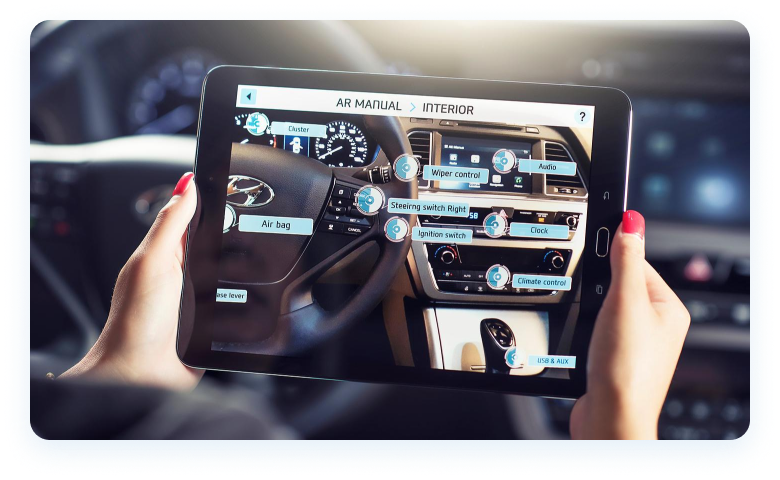 AR MANUAL > INTERIOR
?
Cluster
Wiper control
Audio
Steeirng switch Right
Air bag
Ignition switch
Clock
Climate control
ase lever
USB & AUX
CANCEL